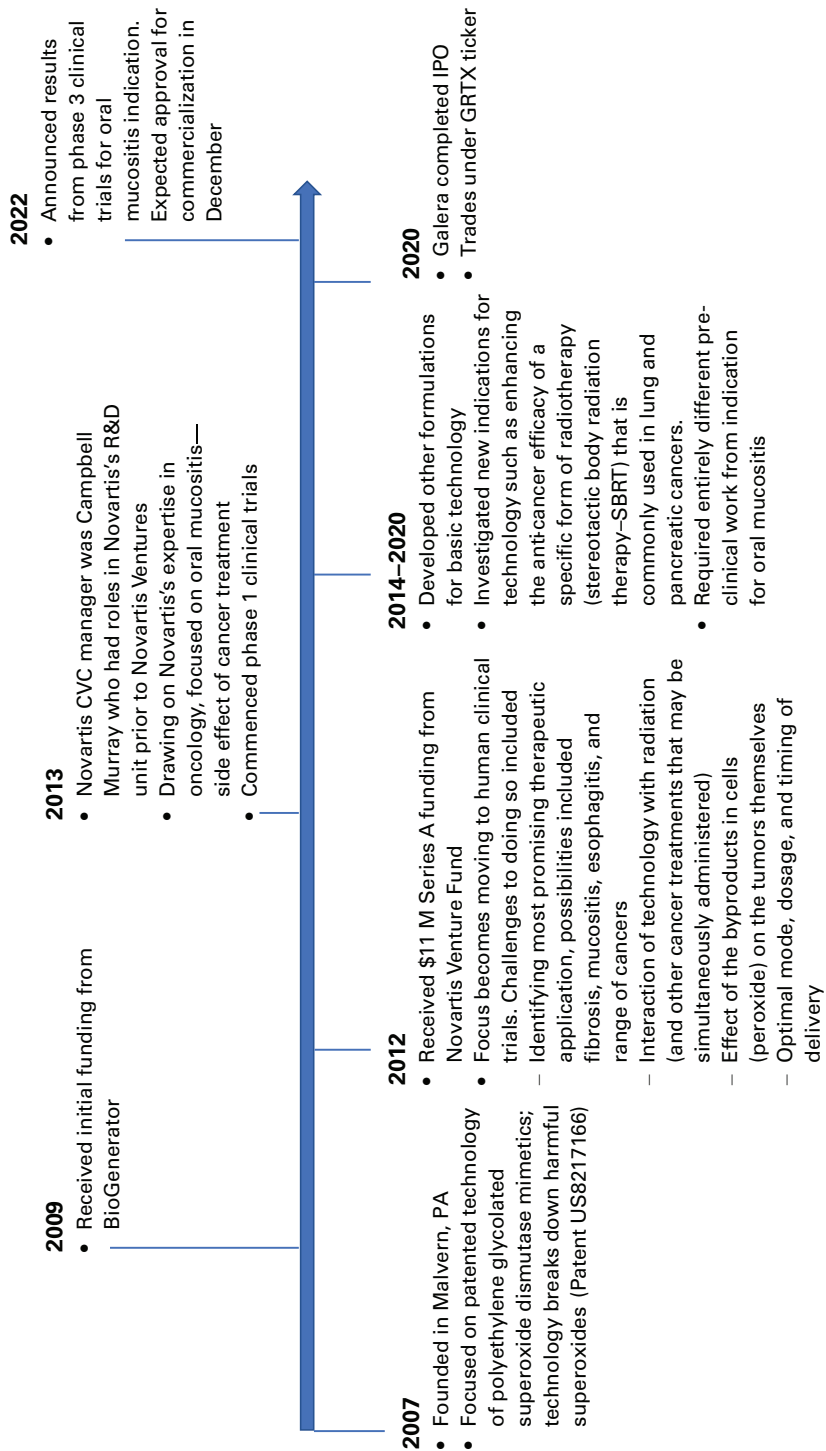 2007
• Founded in Malvern, PA
• Focused on patented technology
of polyethylene glycolated
superoxide dismutase mimetics;
technology breaks down harmful
superoxides (Patent US8217166)
2009
• Received initial funding from
BioGenerator
2012
• Received $11 M Series A funding from
Novartis Venture Fund
• Focus becomes moving to human clinical
trials. Challenges to doing so included
– Identifying most promising therapeutic
application, possibilities included
fibrosis, mucositis, esophagitis, and
range of cancers
– Interaction of technology with radiation
(and other cancer treatments that may be
simultaneously administered)
– Effect of the byproducts in cells
(peroxide) on the tumors themselves
– Optimal mode, dosage, and timing of
delivery
2013
• Novartis CVC manager was Campbell
Murray who had roles in Novartis’s R&D
unit prior to Novartis Ventures
• Drawing on Novartis’s expertise in
oncology, focused on oral mucositis—
side effect of cancer treatment
• Commenced phase 1 clinical trials
2014–2020
• Developed other formulations
for basic technology
• Investigated new indications for
technology such as enhancing
the anti-cancer efficacy of a
specific form of radiotherapy
(stereotactic body radiation
therapy–SBRT) that is
commonly used in lung and
pancreatic cancers.
• Required entirely different pre-
clinical work from indication
for oral mucositis
2020
• Galera completed IPO
• Trades under GRTX ticker
2022
• Announced results
from phase 3 clinical
trials for oral
mucositis indication.
Expected approval for
commercialization in
December